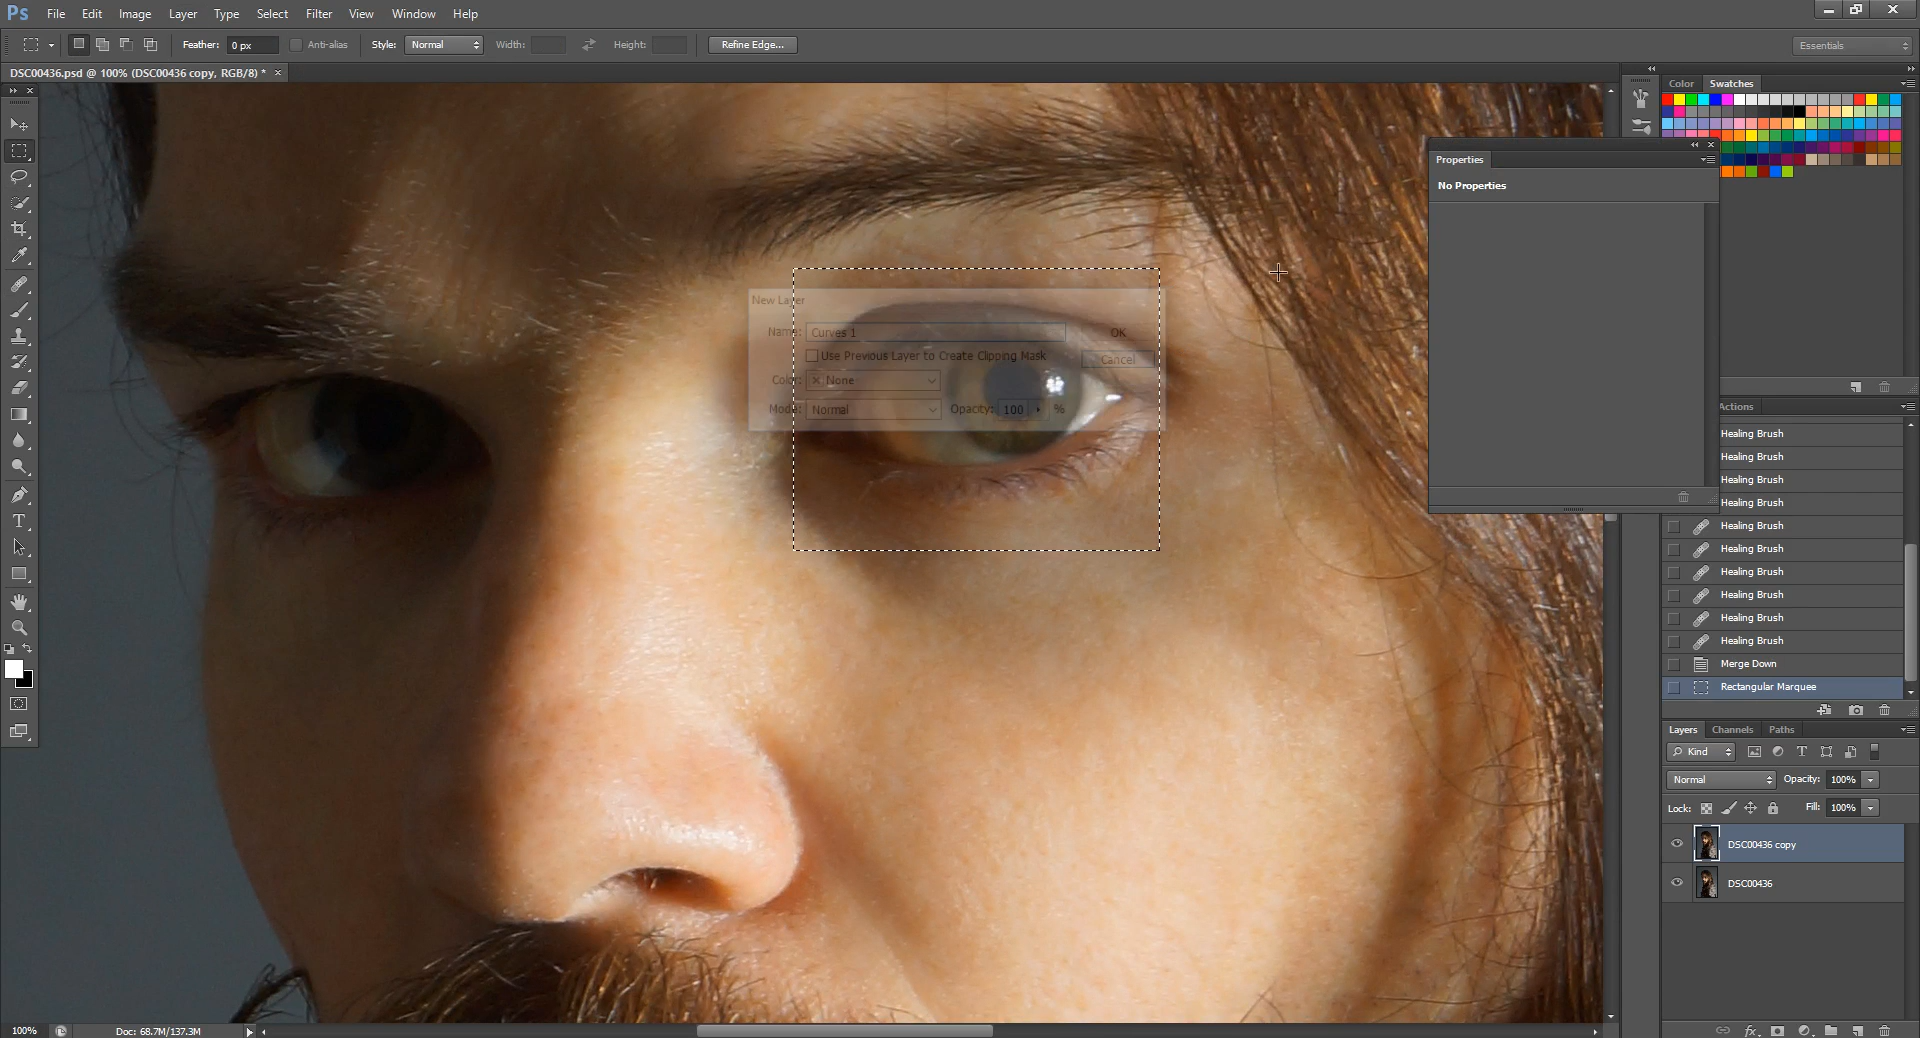 Ps File Edit Image Layer Type Select Filter View Window Help
Feather: 0 px Anti-alias Style: Normal Width: Height: Refine Edge... Essentials
DSC00436.psd @ 100% (DSC00436 copy, RGB/8) * ×
Color Swatches
Properties
No Properties
New Layer
Name: Curves 1 OK
Use Previous Layer to Create Clipping Mask Cancel
Color: None
Mode: Normal Opacity: 100 %
Actions
Healing Brush
Healing Brush
Healing Brush
Healing Brush
Healing Brush
Healing Brush
Healing Brush
Healing Brush
Healing Brush
Healing Brush
Merge Down
Rectangular Marquee
Layers Channels Paths
Kind
Normal Opacity: 100%
Lock: Fill: 100%
DSC00436 copy
DSC00436
100% Doc: 68.7M/137.3M